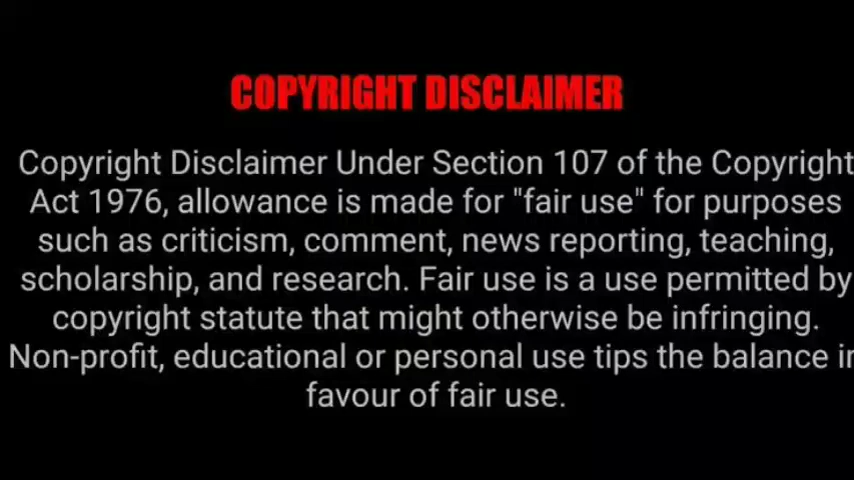 COPYRIGHT DISCLAIMER
Copyright Disclaimer Under Section 107 of the Copyright
Act 1976, allowance is made for "fair use" for purposes
such as criticism, comment, news reporting, teaching,
scholarship, and research. Fair use is a use permitted by
copyright statute that might otherwise be infringing.
Non-profit, educational or personal use tips the balance in
favour of fair use.